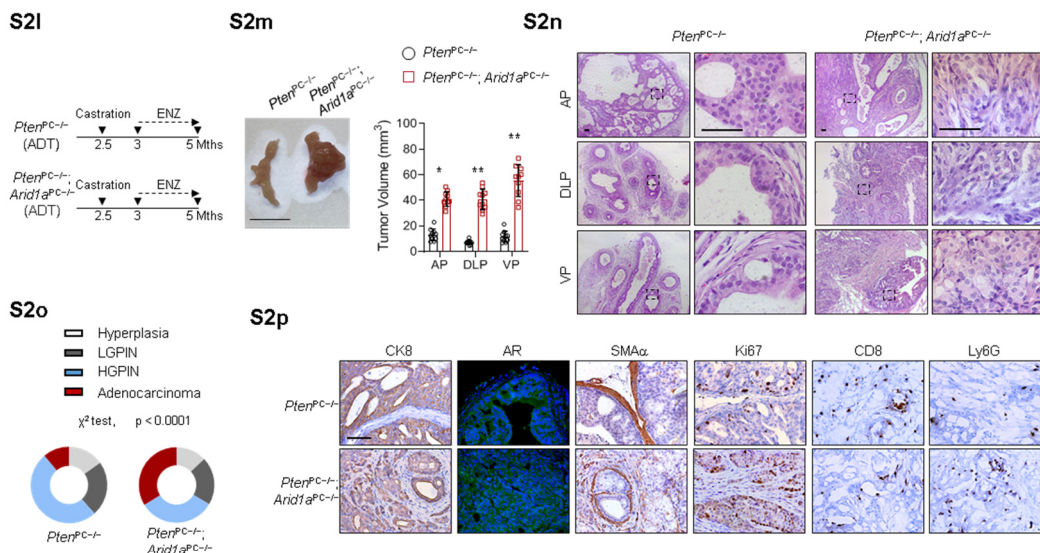 S2l
Castration ENZ
Pten^PC–/–
(ADT)
2.5 3 5 Mths
Castration ENZ
Pten^PC–/–;
Arid1a^PC–/–
(ADT)
2.5 3 5 Mths
S2m
Pten^PC–/–
Pten^PC–/–;
Arid1a^PC–/–
Pten^PC–/–
Pten^PC–/–; Arid1a^PC–/–
Tumor Volume (mm³)
100
80
60
40
20
0
* ** **
AP DLP VP
S2n
Pten^PC–/– Pten^PC–/–; Arid1a^PC–/–
AP
DLP
VP
S2o
Hyperplasia
LGPIN
HGPIN
Adenocarcinoma
χ² test, p < 0.0001
Pten^PC–/–
Pten^PC–/–;
Arid1a^PC–/–
S2p
CK8 AR SMAα Ki67 CD8 Ly6G
Pten^PC–/–
Pten^PC–/–;
Arid1a^PC–/–